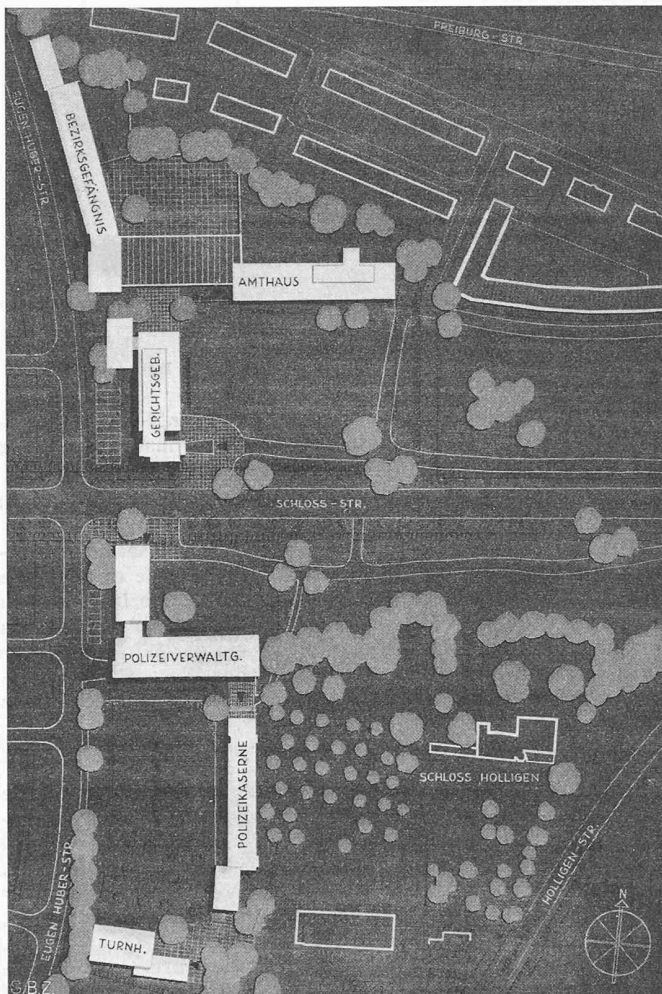 FREIBURG-STR.
EUGEN HUBER-STR.
BEZIRKSGEFÄNGNIS
AMTHAUS
GERICHTSGEB.
SCHLOSS-STR.
POLIZEIVERWALTG.
POLIZEIKASERNE
SCHLOSS HOLLIGEN
HOLLIGEN-STR.
EUGEN HUBER-STR.
N
TURNH.
S.B.Z.